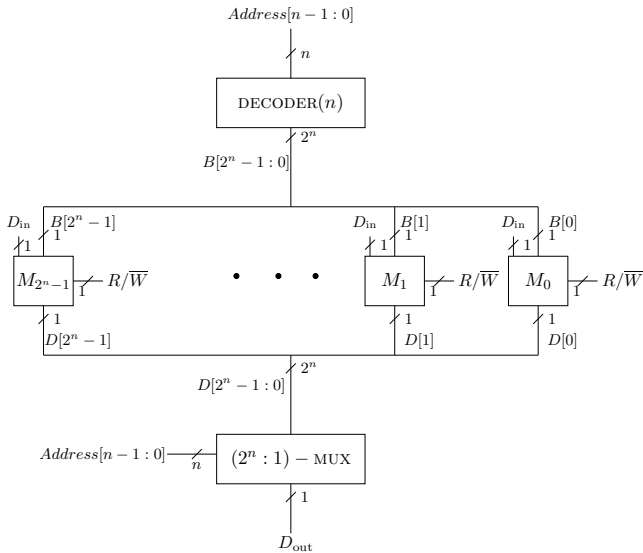 Address[n − 1 : 0]
n
DECODER(n)
2^n
B[2^n − 1 : 0]
D_in B[2^n − 1] D_in B[1] D_in B[0]
1 1 1 1 1 1
M_{2^n−1} R/W̅ M_1 R/W̅ M_0 R/W̅
1 1 1
1 1 1
D[2^n − 1] D[1] D[0]
2^n
D[2^n − 1 : 0]
Address[n − 1 : 0] (2^n : 1) − MUX
n
1
D_out